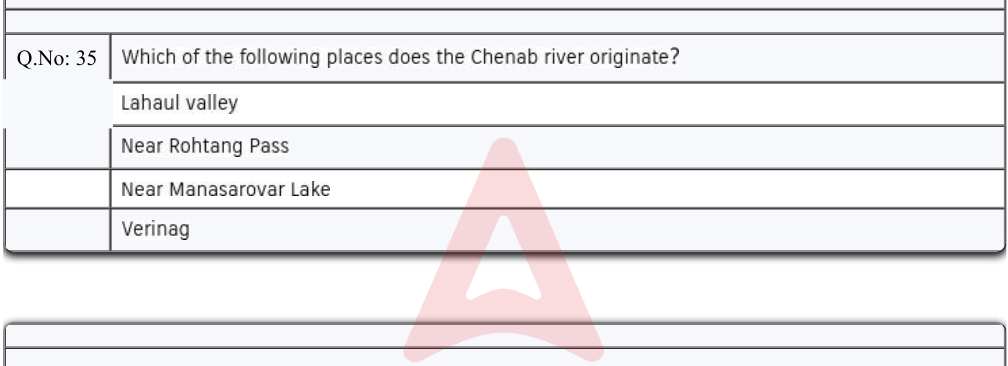 Q.No: 35 Which of the following places does the Chenab river originate?
Lahaul valley
Near Rohtang Pass
Near Manasarovar Lake
Verinag